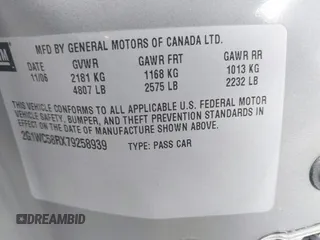 GM
MFD BY GENERAL MOTORS OF CANADA LTD.
DATE GVWR GAWR FRT GAWR RR
11/06 2181 KG 1168 KG 1013 KG
4807 LB 2575 LB 2232 LB
THIS VEHICLE CONFORMS TO ALL APPLICABLE U.S. FEDERAL MOTOR
VEHICLE SAFETY, BUMPER, AND THEFT PREVENTION STANDARDS IN
EFFECT ON THE DATE OF MANUFACTURE SHOWN ABOVE.
2G1WC58RX79258939 TYPE: PASS CAR
DREAMBID